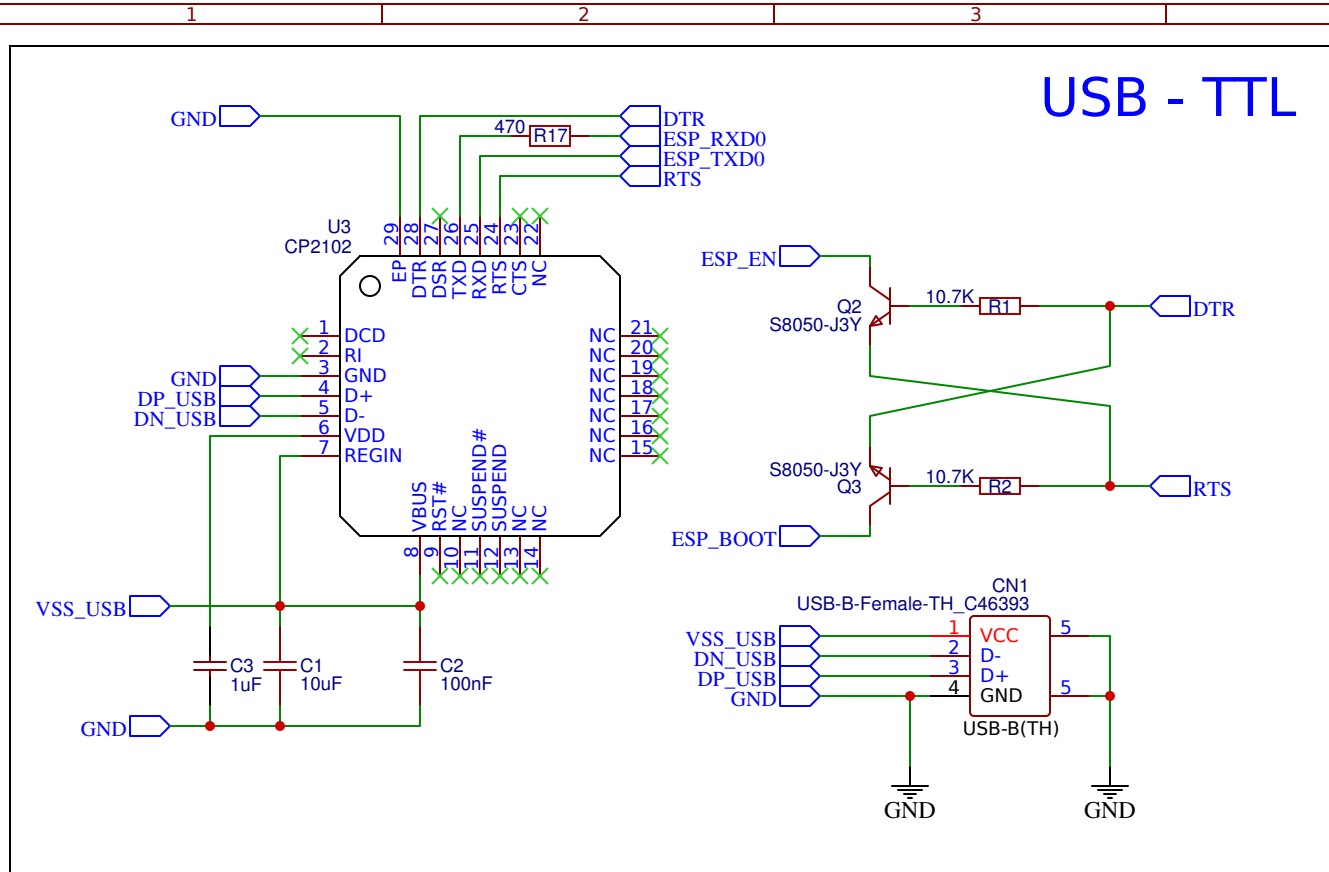 1 2 3
USB - TTL
GND
DTR
470 R17
ESP_RXD0
ESP_TXD0
RTS
U3
CP2102
29 28 27 26 25 24 23 22
EP DTR DSR TXD RXD RTS CTS NC
1 DCD
2 RI
GND 3 GND
DP_USB 4 D+
DN_USB 5 D-
6 VDD
7 REGIN
NC 21
NC 20
NC 19
NC 18
NC 17
NC 16
NC 15
VBUS RST# NC SUSPEND# SUSPEND NC NC
8 9 10 11 12 13 14
VSS_USB
C3
1uF
C1
10uF
C2
100nF
GND
ESP_EN
Q2
S8050-J3Y
10.7K R1
DTR
S8050-J3Y
Q3
10.7K R2
RTS
ESP_BOOT
CN1
USB-B-Female-TH_C46393
VSS_USB 1 VCC 5
DN_USB 2 D-
DP_USB 3 D+
GND 4 GND 5
USB-B(TH)
GND
GND